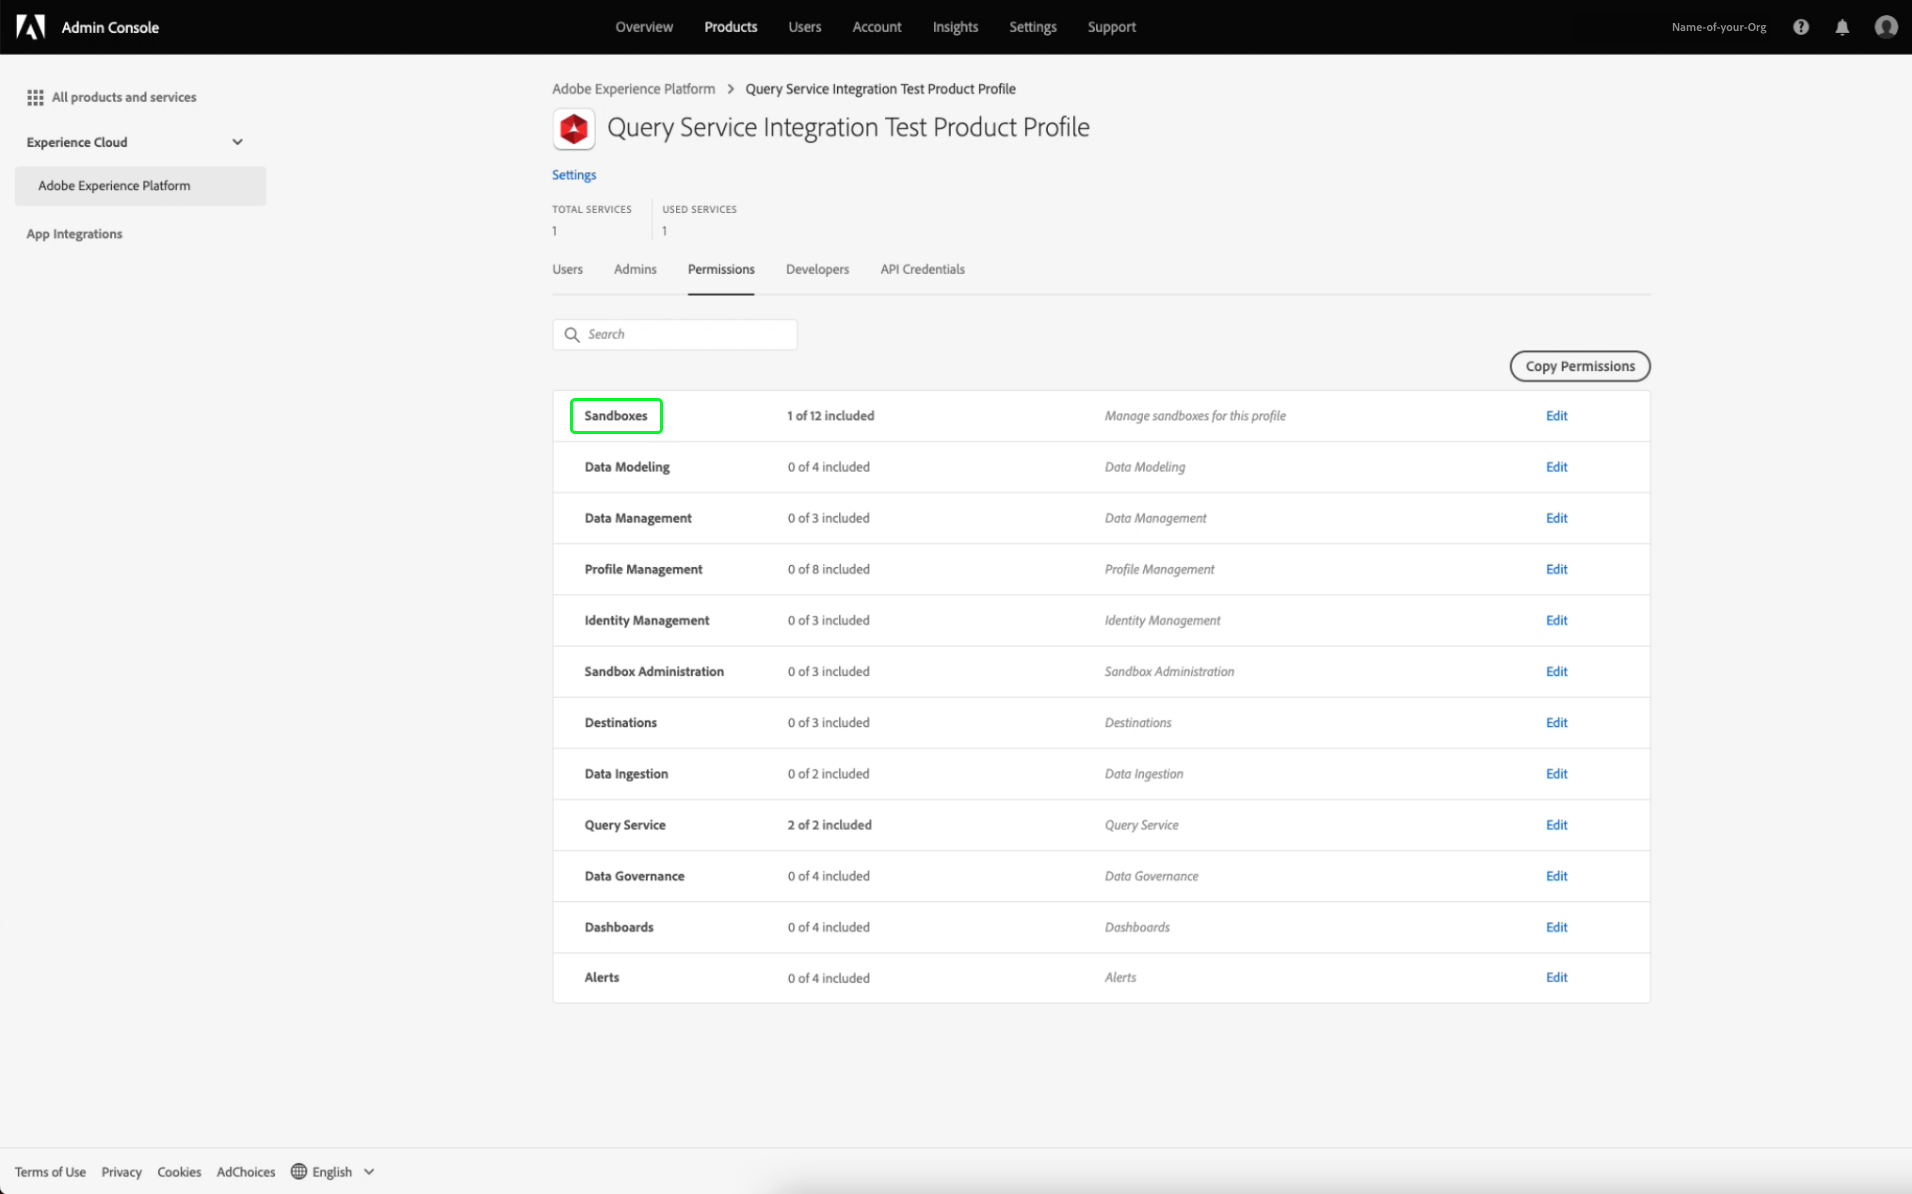 Admin Console
Overview Products Users Account Insights Settings Support
Name-of-your-Org
All products and services
Experience Cloud
Adobe Experience Platform
App Integrations
Adobe Experience Platform > Query Service Integration Test Product Profile
Query Service Integration Test Product Profile
Settings
TOTAL SERVICES USED SERVICES
1 1
Users Admins Permissions Developers API Credentials
Search
Copy Permissions
Sandboxes 1 of 12 included Manage sandboxes for this profile Edit
Data Modeling 0 of 4 included Data Modeling Edit
Data Management 0 of 3 included Data Management Edit
Profile Management 0 of 8 included Profile Management Edit
Identity Management 0 of 3 included Identity Management Edit
Sandbox Administration 0 of 3 included Sandbox Administration Edit
Destinations 0 of 3 included Destinations Edit
Data Ingestion 0 of 2 included Data Ingestion Edit
Query Service 2 of 2 included Query Service Edit
Data Governance 0 of 4 included Data Governance Edit
Dashboards 0 of 4 included Dashboards Edit
Alerts 0 of 4 included Alerts Edit
Terms of Use Privacy Cookies AdChoices English